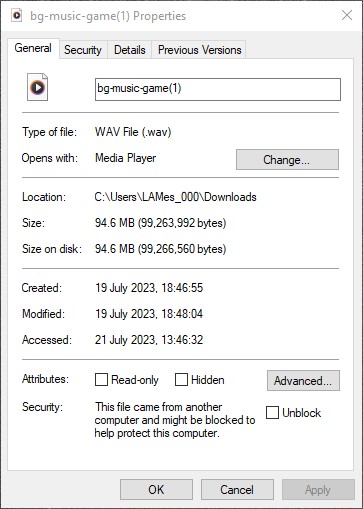 bg-music-game(1) Properties
General Security Details Previous Versions
bg-music-game(1)
Type of file: WAV File (.wav)
Opens with: Media Player Change...
Location: C:\Users\LAMes_000\Downloads
Size: 94.6 MB (99,263,992 bytes)
Size on disk: 94.6 MB (99,266,560 bytes)
Created: 19 July 2023, 18:46:55
Modified: 19 July 2023, 18:48:04
Accessed: 21 July 2023, 13:46:32
Attributes: Read-only Hidden Advanced...
Security: This file came from another
computer and might be blocked to Unblock
help protect this computer.
OK Cancel Apply